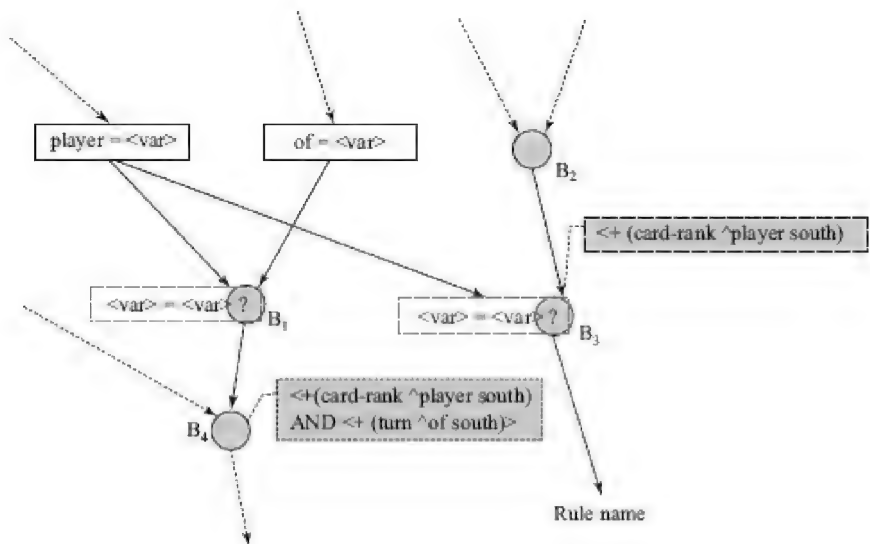 player = <var>
of = <var>
B2
<+ (card-rank ^player south)
<var> = <var> ?
B1
<var> = <var> ?
B3
<+(card-rank ^player south)
AND <+ (turn ^of south)>
B4
Rule name